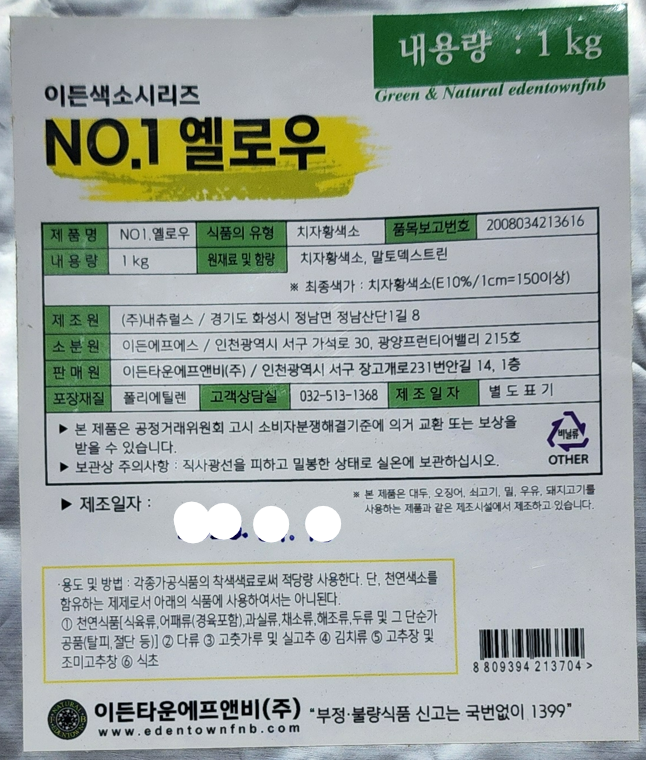 내용량 : 1 kg
Green & Natural edentownfnb
이든색소시리즈
NO.1 옐로우
제 품 명 NO1.옐로우 식품의 유형 치자황색소 품목보고번호 2008034213616
내 용 량 1 kg 원재료 및 함량 치자황색소, 말토덱스트린
※ 최종색가 : 치자황색소(E10%/1cm=150이상)
제 조 원 (주)내츄럴스 / 경기도 화성시 정남면 정남산단1길 8
소 분 원 이든에프에스 / 인천광역시 서구 가석로 30, 광양프런티어밸리 215호
판 매 원 이든타운에프앤비(주) / 인천광역시 서구 장고개로231번안길 14, 1층
포장재질 폴리에틸렌 고객상담실 032-513-1368 제 조 일 자 별 도 표 기
▶ 본 제품은 공정거래위원회 고시 소비자분쟁해결기준에 의거 교환 또는 보상을
받을 수 있습니다.
▶ 보관상 주의사항 : 직사광선을 피하고 밀봉한 상태로 실온에 보관하십시오.
비닐류
OTHER
▶ 제조일자 :
※ 본 제품은 대두, 오징어, 쇠고기, 밀, 우유, 돼지고기를
사용하는 제품과 같은 제조시설에서 제조하고 있습니다.
·용도 및 방법 : 각종가공식품의 착색색료로써 적당량 사용한다. 단, 천연색소를
함유하는 제제로서 아래의 식품에 사용하여서는 아니된다.
① 천연식품[식육류,어패류(경육포함),과실류,채소류,해조류,두류 및 그 단순가
공품(탈피,절단 등)] ② 다류 ③ 고춧가루 및 실고추 ④ 김치류 ⑤ 고추장 및
조미고추장 ⑥ 식초
8 809394 213704 >
이든타운에프앤비(주) "부정·불량식품 신고는 국번없이 1399"
www.edentownfnb.com